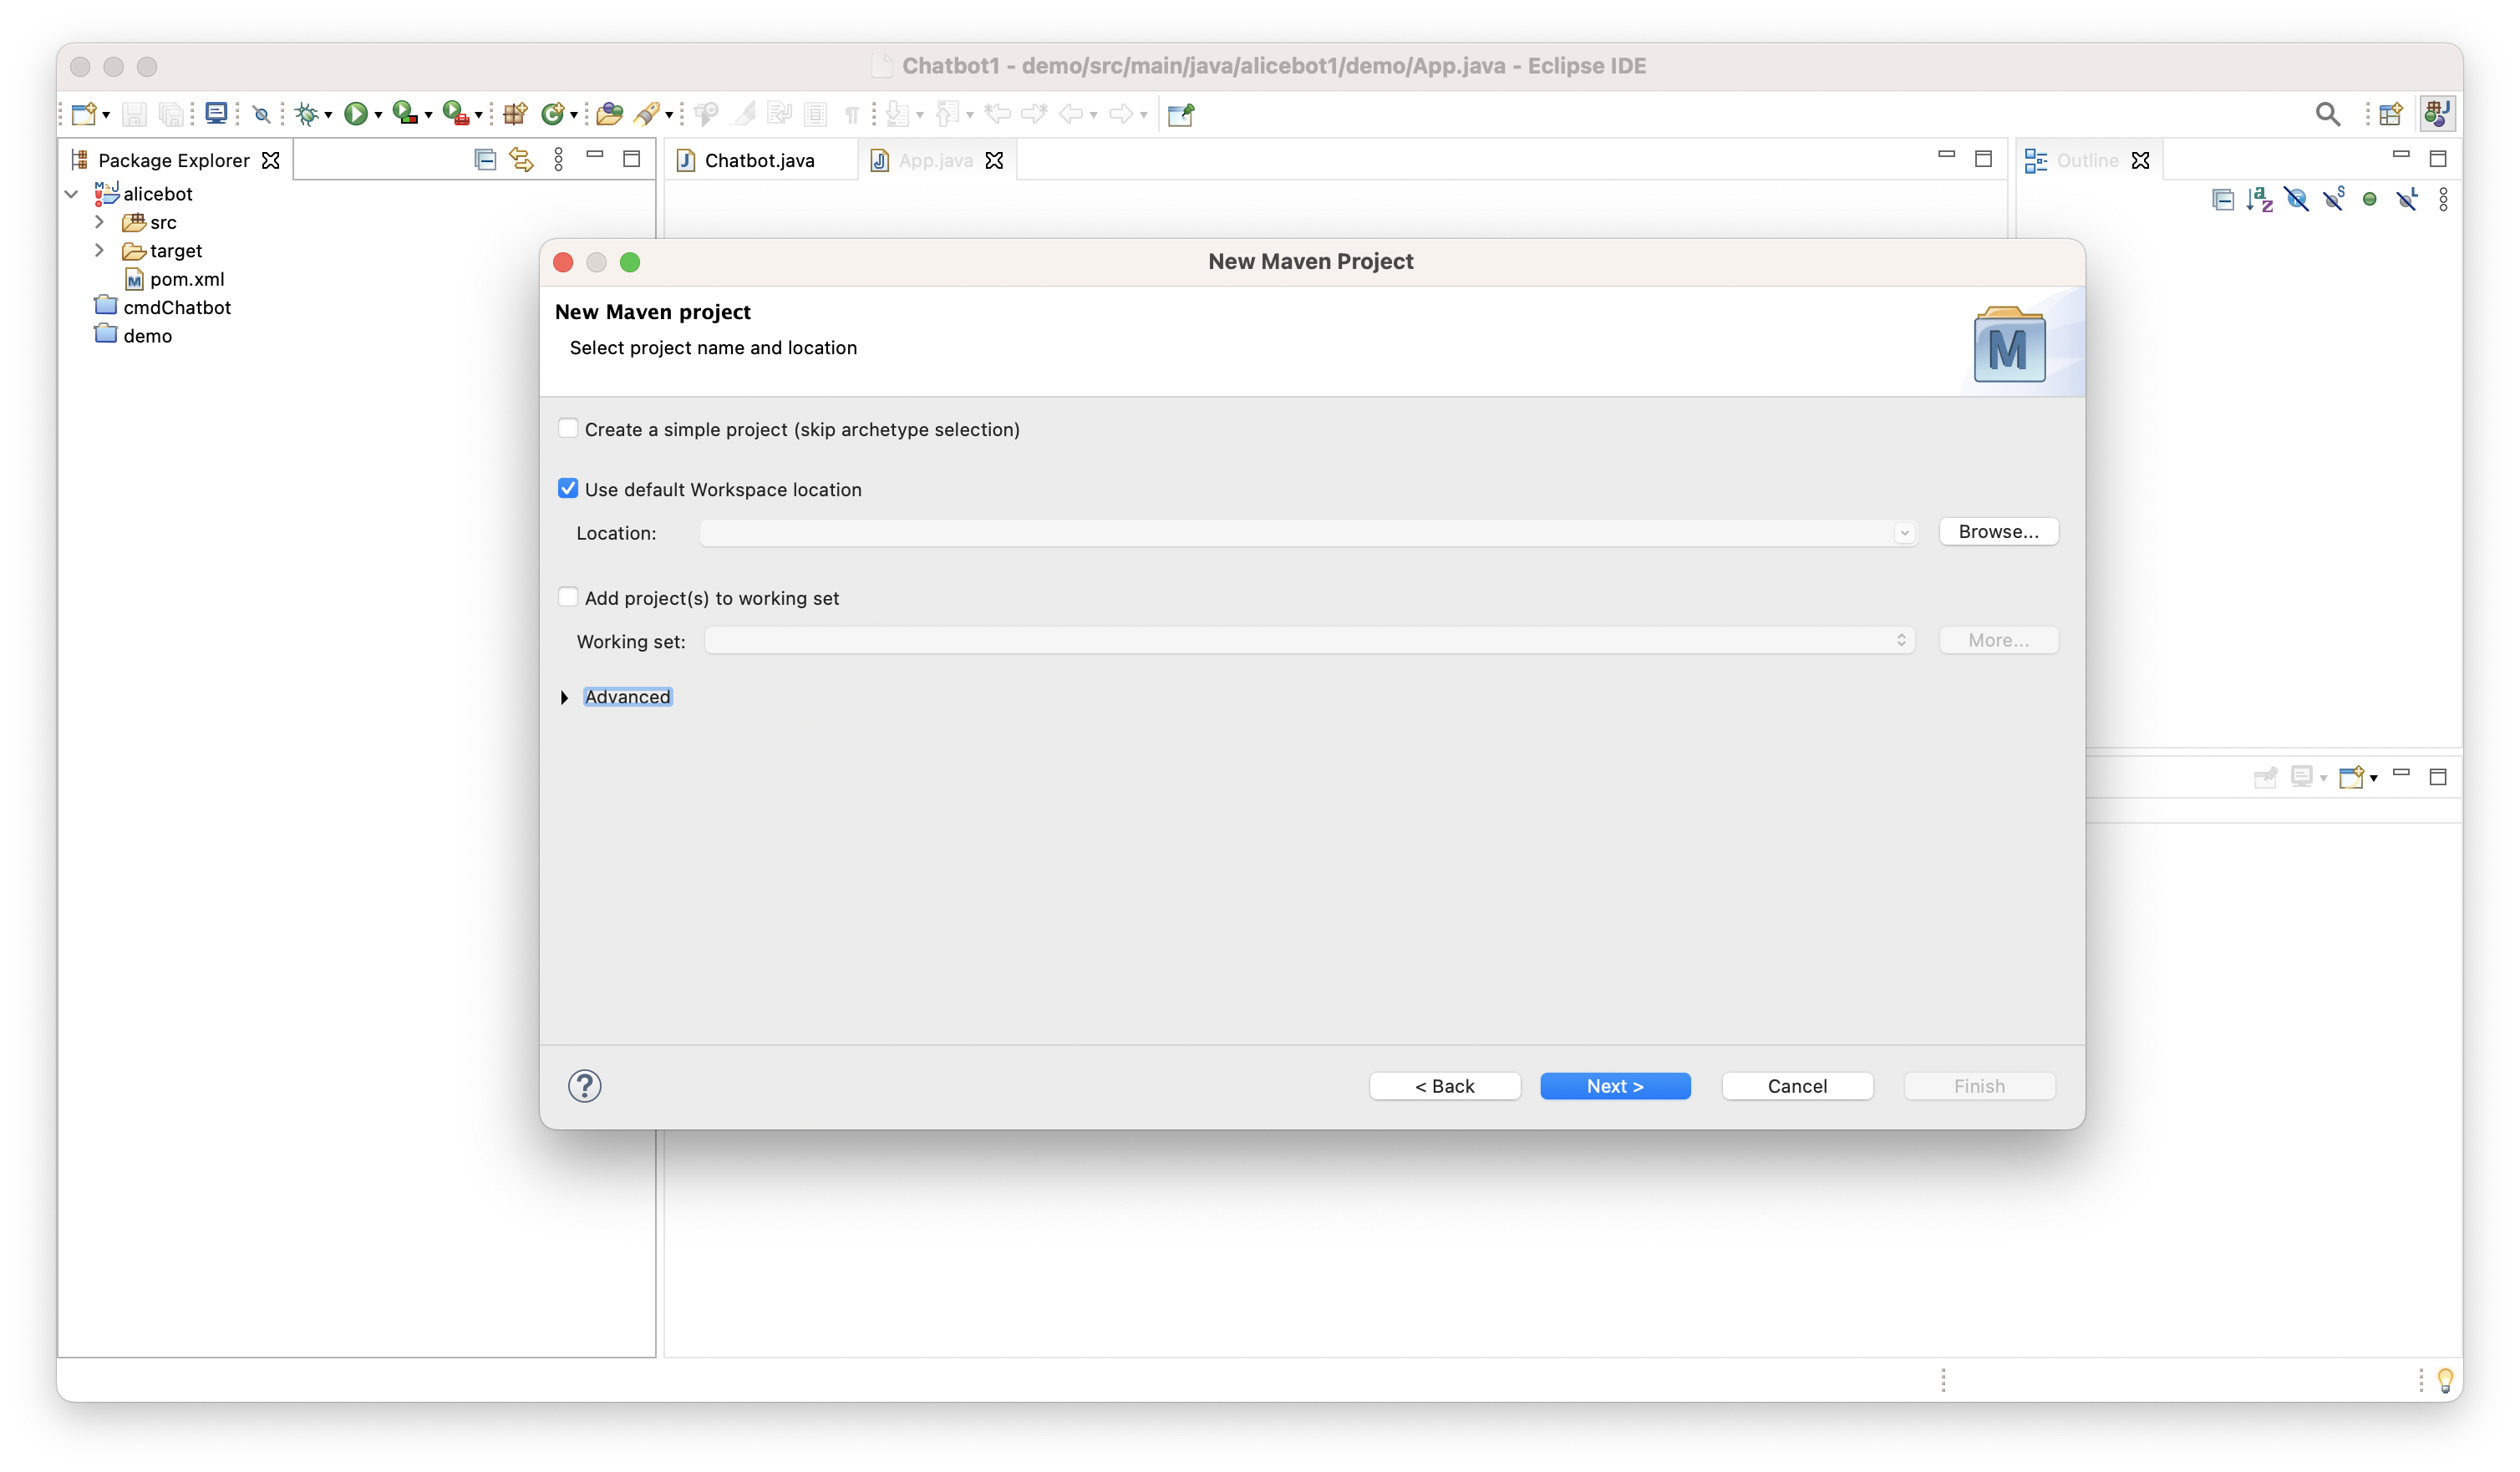 Chatbot1 - demo/src/main/java/alicebot1/demo/App.java - Eclipse IDE
Package Explorer
Chatbot.java
App.java
Outline
alicebot
src
target
pom.xml
cmdChatbot
demo
New Maven Project
New Maven project
Select project name and location
M
Create a simple project (skip archetype selection)
Use default Workspace location
Location:
Browse...
Add project(s) to working set
Working set:
More...
Advanced
?
< Back
Next >
Cancel
Finish